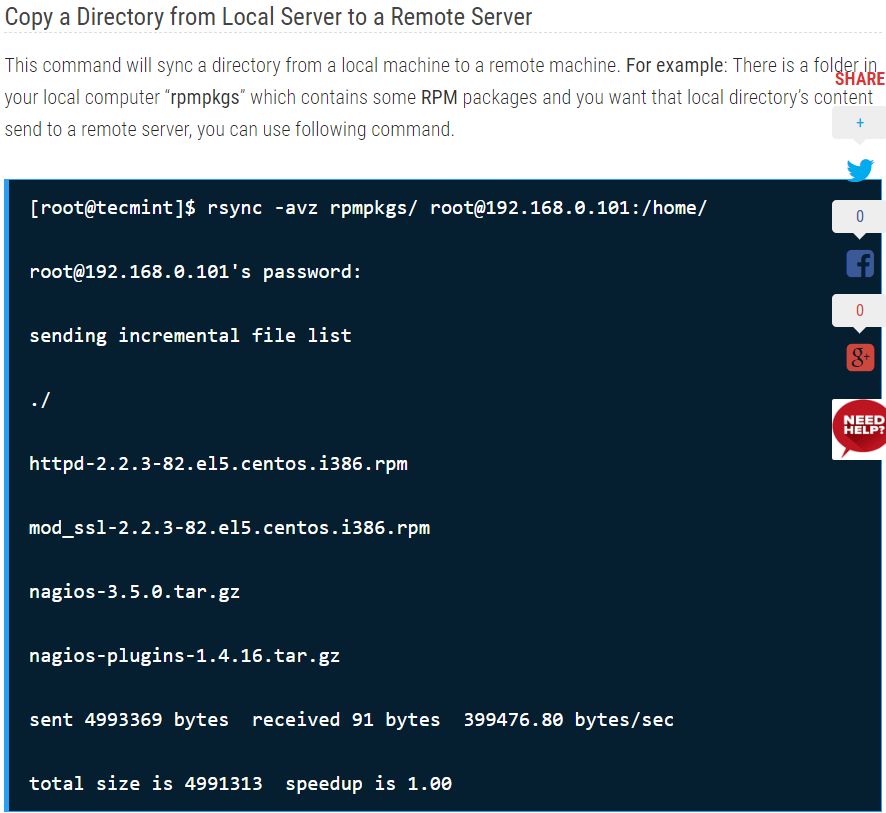 Copy a Directory from Local Server to a Remote Server
This command will sync a directory from a local machine to a remote machine. For example: There is a folder in
your local computer “rpmpkgs” which contains some RPM packages and you want that local directory’s content
send to a remote server, you can use following command.
SHARE
+
0
0
NEED
HELP?
[root@tecmint]$ rsync -avz rpmpkgs/ root@192.168.0.101:/home/
root@192.168.0.101's password:
sending incremental file list
./
httpd-2.2.3-82.el5.centos.i386.rpm
mod_ssl-2.2.3-82.el5.centos.i386.rpm
nagios-3.5.0.tar.gz
nagios-plugins-1.4.16.tar.gz
sent 4993369 bytes  received 91 bytes  399476.80 bytes/sec
total size is 4991313  speedup is 1.00